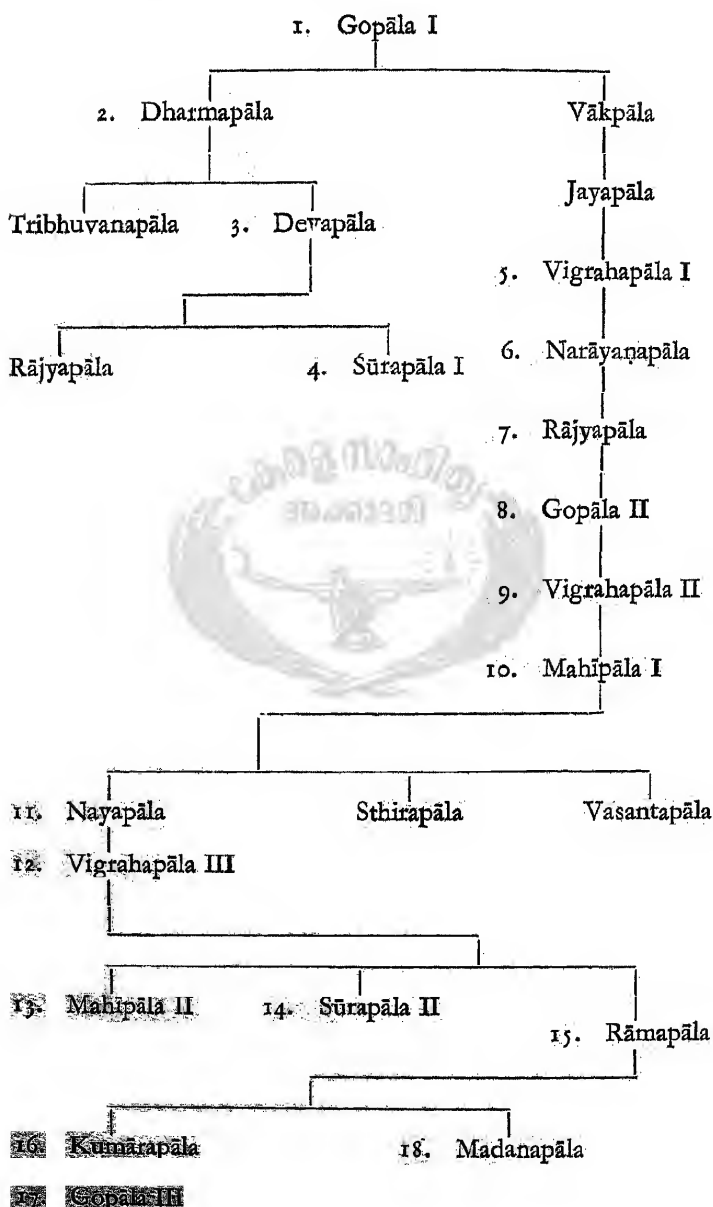 1. Gopāla I
2. Dharmapāla Vākpāla
Jayapāla
Tribhuvanapāla 3. Devapāla
5. Vigrahapāla I
Rājyapāla 4. Śūrapāla I 6. Narāyaṇapāla
7. Rājyapāla
8. Gopāla II
9. Vigrahapāla II
10. Mahīpāla I
11. Nayapāla Sthirapāla Vasantapāla
12. Vigrahapāla III
13. Mahīpāla II 14. Sūrapāla II
15. Rāmapāla
16. Kumārapāla 18. Madanapāla
17. Gopāla III